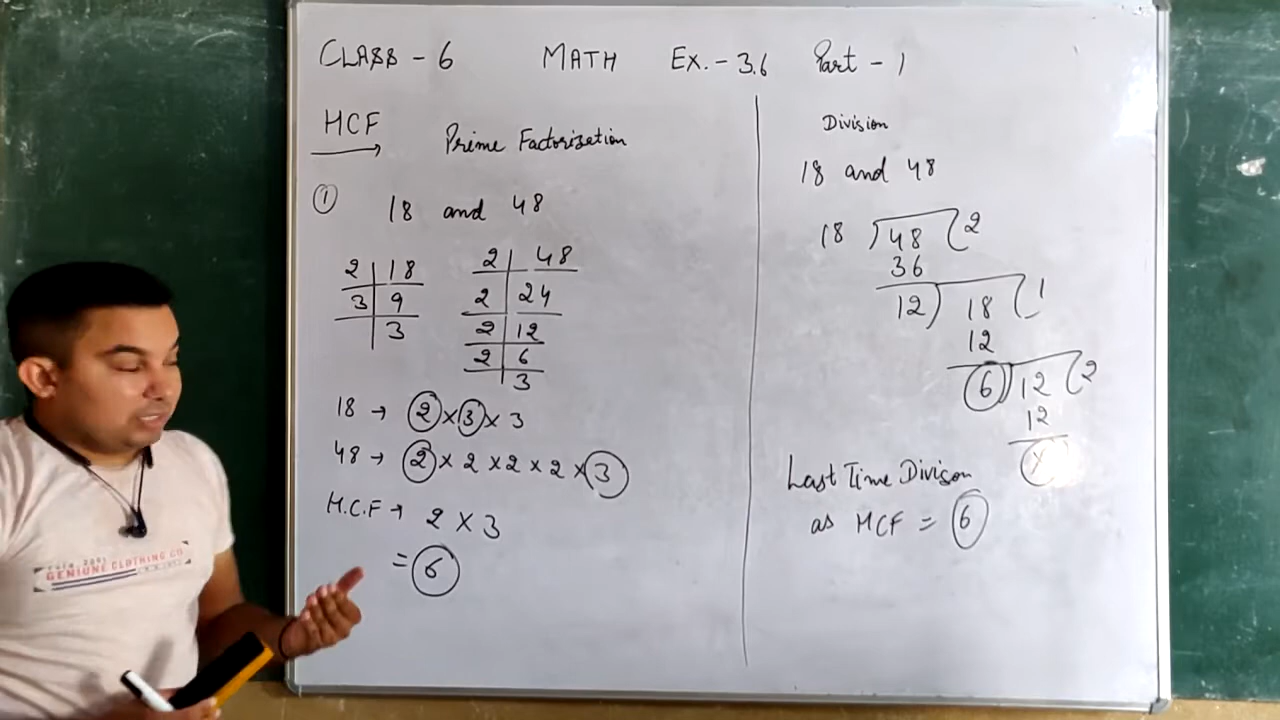 CLASS - 6 MATH Ex. - 3.6 Part - 1
HCF
Prime Factorization
① 18 and 48
2 | 18
3 | 9
3
2 | 48
2 | 24
2 | 12
2 | 6
3
18 → 2 × 3 × 3
48 → 2 × 2 × 2 × 2 × 3
H.C.F → 2 × 3
= 6
Division
18 and 48
18 ) 48 ( 2
36
12 ) 18 ( 1
12
6 ) 12 ( 2
12
×
Last Time Divison
as HCF = 6
GENIUNE CLOTHING CO